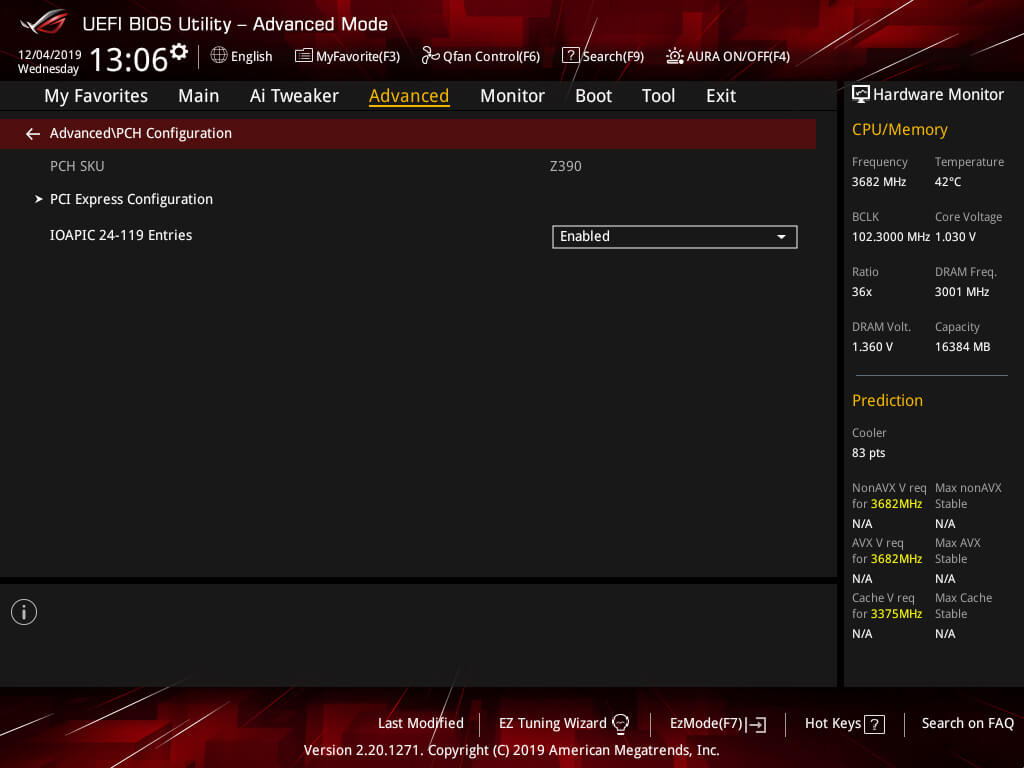 UEFI BIOS Utility – Advanced Mode
12/04/2019
Wednesday
13:06
English
MyFavorite(F3)
Qfan Control(F6)
? Search(F9)
AURA ON/OFF(F4)
My Favorites Main Ai Tweaker Advanced Monitor Boot Tool Exit
Advanced\PCH Configuration
PCH SKU Z390
PCI Express Configuration
IOAPIC 24-119 Entries Enabled
i
Hardware Monitor
CPU/Memory
Frequency Temperature
3682 MHz 42°C
BCLK Core Voltage
102.3000 MHz 1.030 V
Ratio DRAM Freq.
36x 3001 MHz
DRAM Volt. Capacity
1.360 V 16384 MB
Prediction
Cooler
83 pts
NonAVX V req Max nonAVX
for 3682MHz Stable
N/A N/A
AVX V req Max AVX
for 3682MHz Stable
N/A N/A
Cache V req Max Cache
for 3375MHz Stable
N/A N/A
Last Modified EZ Tuning Wizard EzMode(F7) Hot Keys ? Search on FAQ
Version 2.20.1271. Copyright (C) 2019 American Megatrends, Inc.